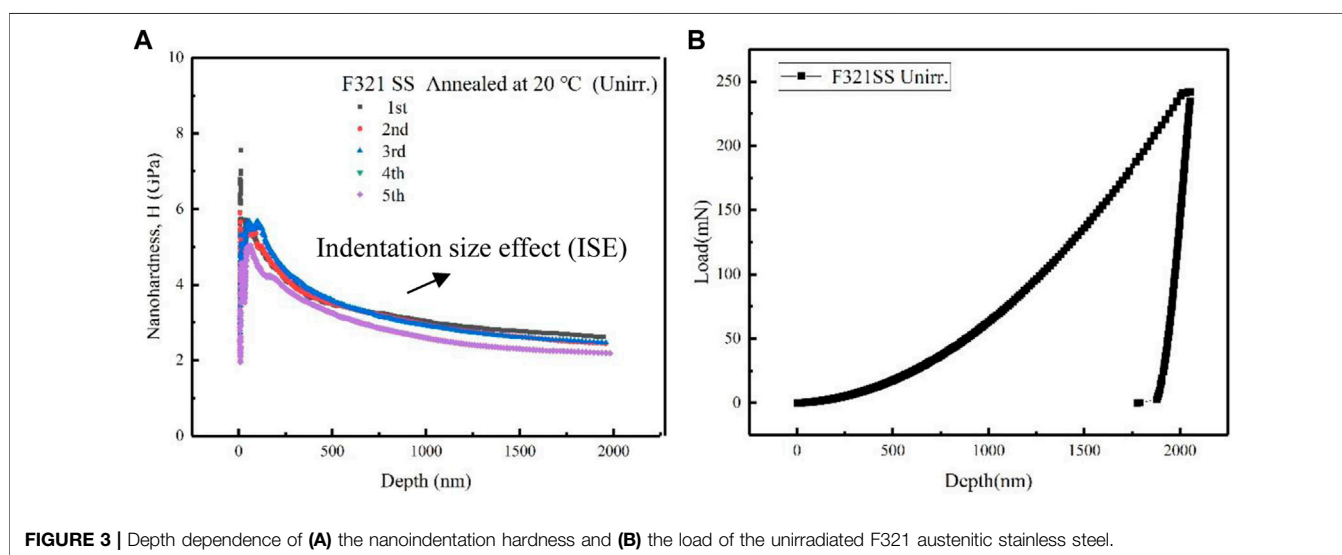 A
10
8
6
4
2
0
Nanohardness, H (GPa)
F321 SS Annealed at 20 °C (Unirr.)
1st
2nd
3rd
4th
5th
Indentation size effect (ISE)
0 500 1000 1500 2000
Depth (nm)
B
250
200
150
100
50
0
Load(mN)
F321SS Unirr.
0 500 1000 1500 2000
Depth(nm)
FIGURE 3 | Depth dependence of (A) the nanoindentation hardness and (B) the load of the unirradiated F321 austenitic stainless steel.